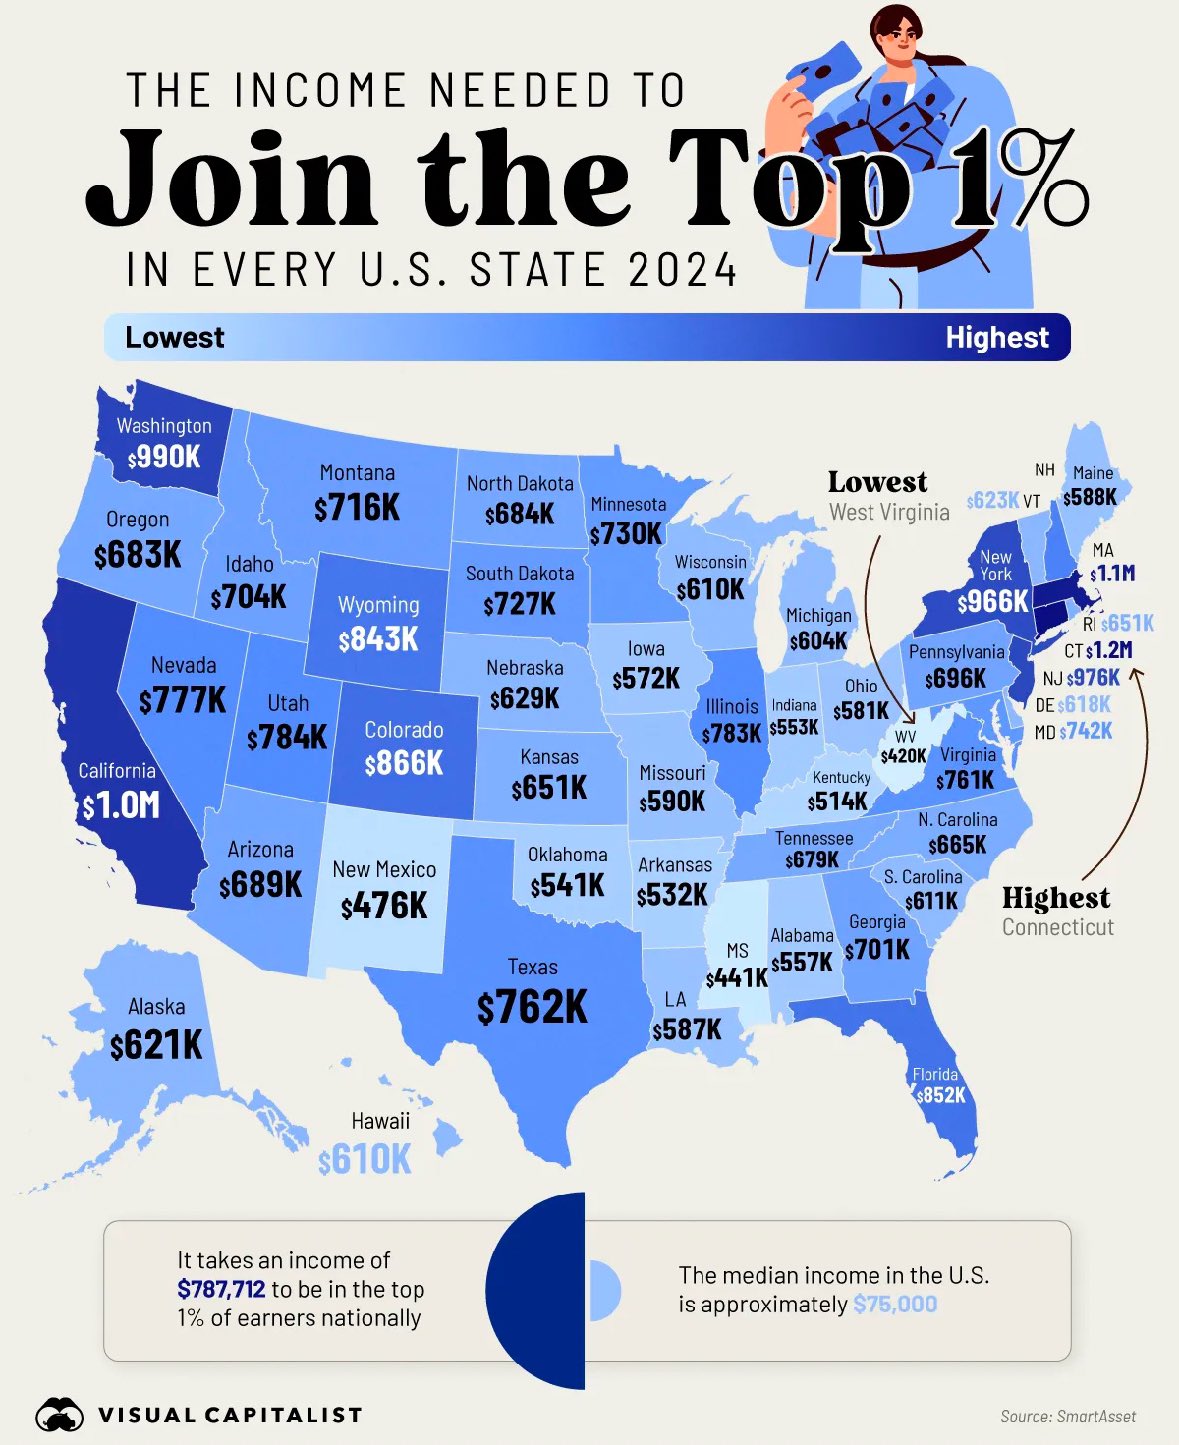 THE INCOME NEEDED TO
Join the Top 1%
IN EVERY U.S. STATE 2024
Lowest
Highest
Washington
$990K
Oregon
$683K
California
$1.0M
Nevada
$777K
Idaho
$704K
Montana
$716K
Wyoming
$843K
Utah
$784K
Colorado
$866K
Arizona
$689K
New Mexico
$476K
North Dakota
$684K
South Dakota
$727K
Nebraska
$629K
Kansas
$651K
Oklahoma
$541K
Texas
$762K
Minnesota
$730K
Iowa
$572K
Missouri
$590K
Arkansas
$532K
LA
$587K
Wisconsin
$610K
Illinois
$783K
Michigan
$604K
Indiana
$553K
Ohio
$581K
Kentucky
$514K
Tennessee
$679K
MS
$441K
Alabama
$557K
Georgia
$701K
Florida
$852K
S. Carolina
$611K
N. Carolina
$665K
Virginia
$761K
WV
$420K
Lowest
West Virginia
Pennsylvania
$696K
New
York
$966K
NH
$623K VT
Maine
$588K
MA
$1.1M
RI $651K
CT $1.2M
NJ $976K
DE $618K
MD $742K
Highest
Connecticut
Alaska
$621K
Hawaii
$610K
It takes an income of
$787,712 to be in the top
1% of earners nationally
The median income in the U.S.
is approximately $75,000
VISUAL CAPITALIST
Source: SmartAsset